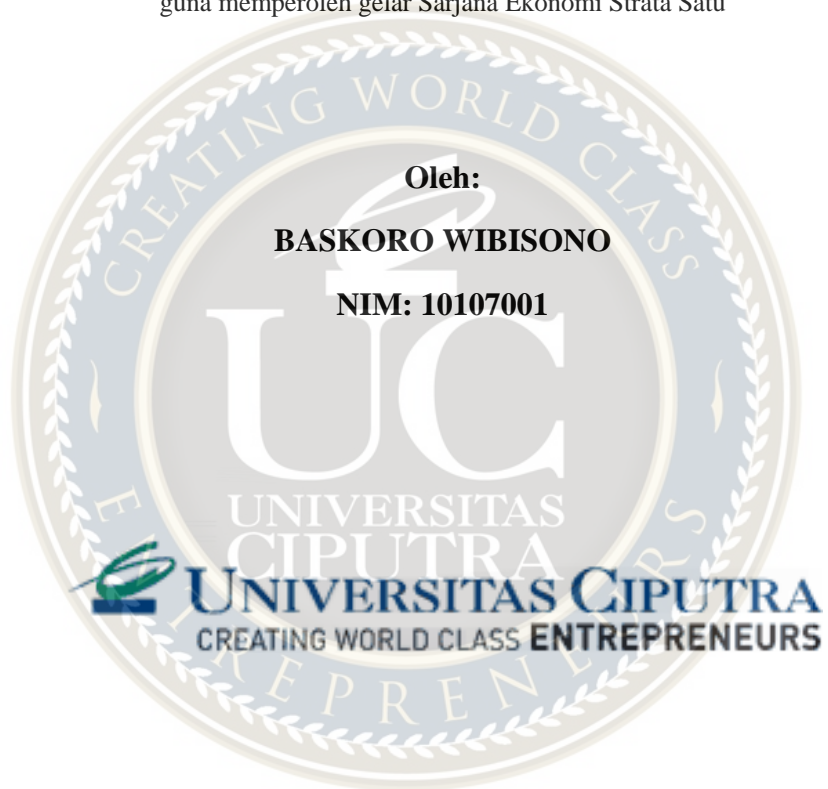 guna memperoleh gelar Sarjana Ekonomi Strata Satu
CREATING WORLD CLASS
Oleh:
BASKORO WIBISONO
NIM: 10107001
UC
UNIVERSITAS
CIPUTRA
UNIVERSITAS CIPUTRA
CREATING WORLD CLASS ENTREPRENEURS
ENTREPRENEURS